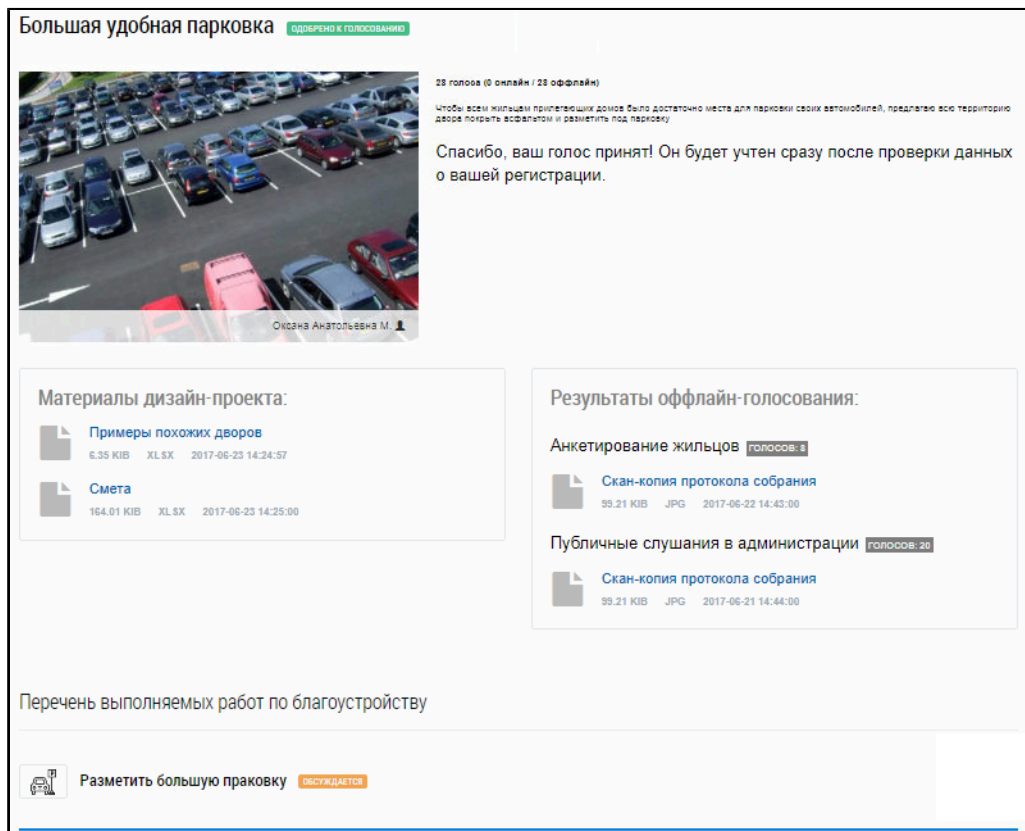 Большая удобная парковка ОДОБРЕНО К ГОЛОСОВАНИЮ
28 голоса (0 онлайн / 28 оффлайн)
Чтобы всем жильцам прилегающих домов было достаточно места для парковки своих автомобилей, предлагаю всю территорию
двора покрыть асфальтом и разметить под парковку
Спасибо, ваш голос принят! Он будет учтен сразу после проверки данных
о вашей регистрации.
Оксана Анатольевна М.
Материалы дизайн-проекта:
Примеры похожих дворов
6.35 KIB XLSX 2017-06-23 14:24:57
Смета
164.01 KIB XLSX 2017-06-23 14:25:00
Результаты оффлайн-голосования:
Анкетирование жильцов ГОЛОСОВ: 8
Скан-копия протокола собрания
99.21 KIB JPG 2017-06-22 14:43:00
Публичные слушания в администрации ГОЛОСОВ: 20
Скан-копия протокола собрания
99.21 KIB JPG 2017-06-21 14:44:00
Перечень выполняемых работ по благоустройству
Разметить большую праковку ОБСУЖДАЕТСЯ